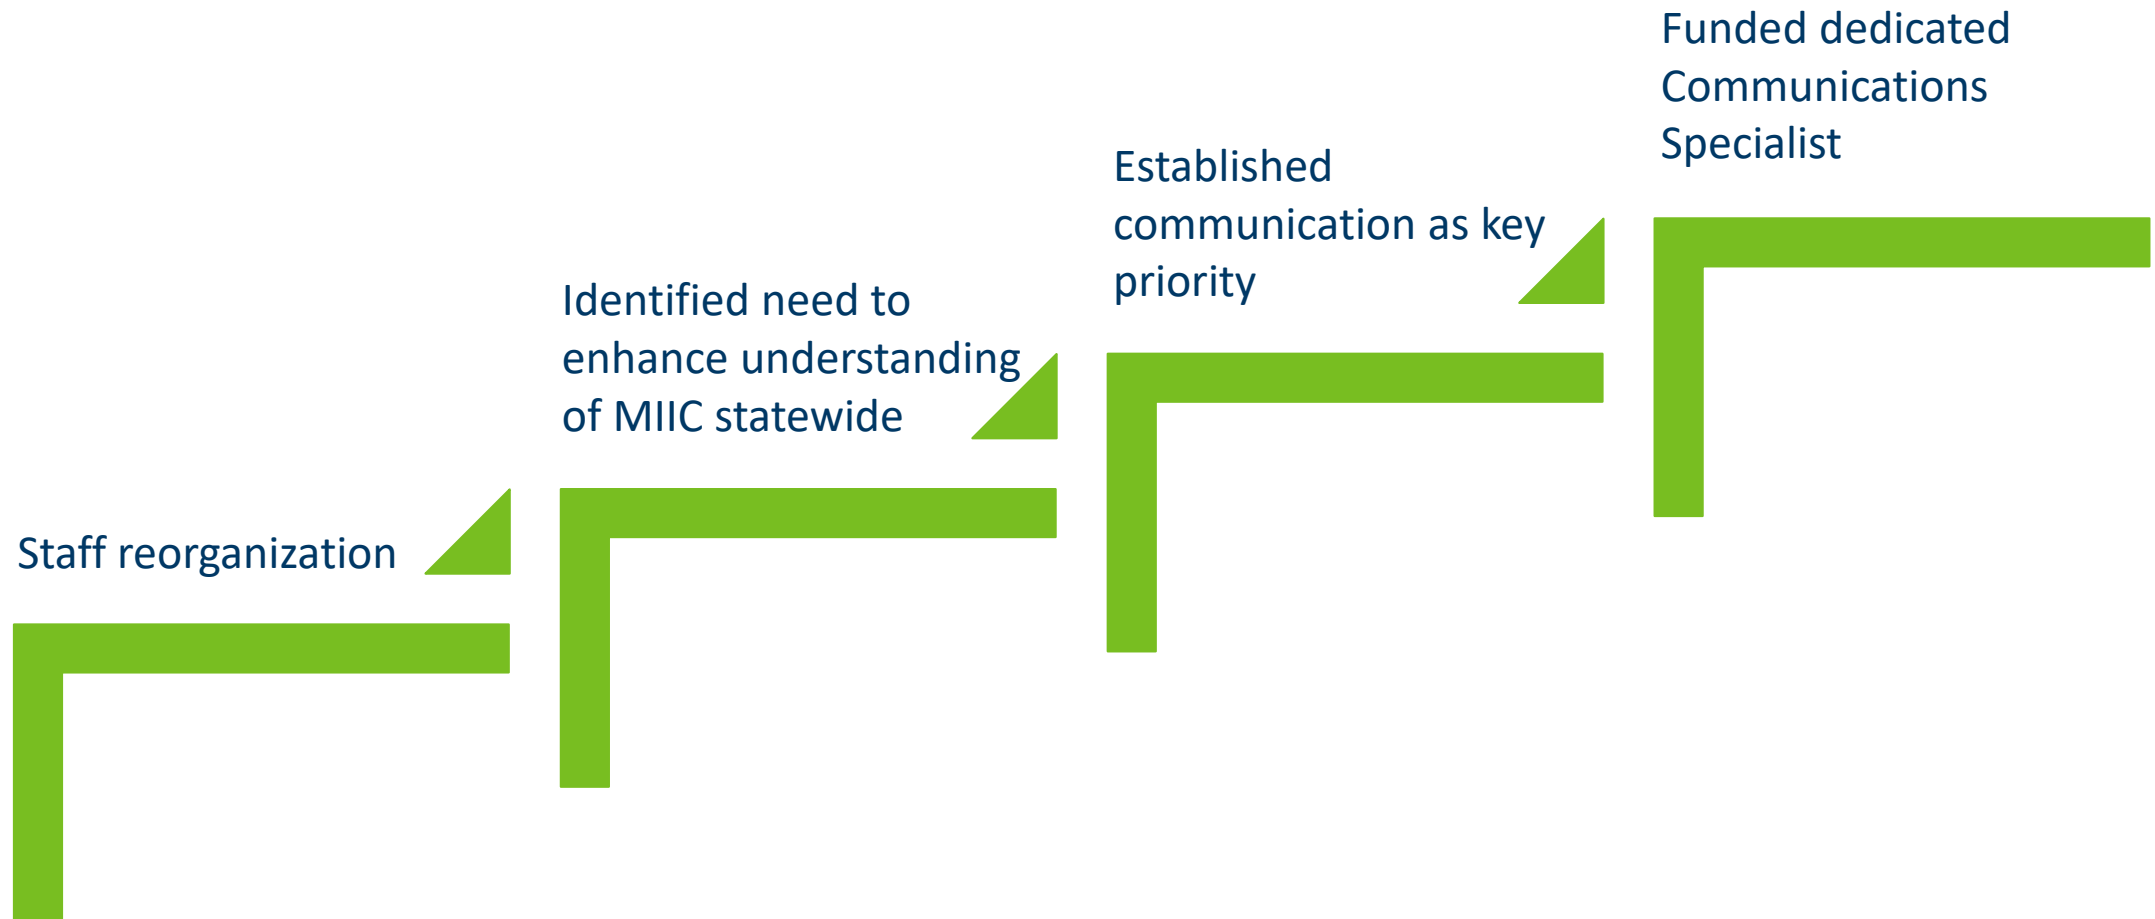 Staff reorganization
Identified need to
enhance understanding
of MIIC statewide
Established
communication as key
priority
Funded dedicated
Communications
Specialist